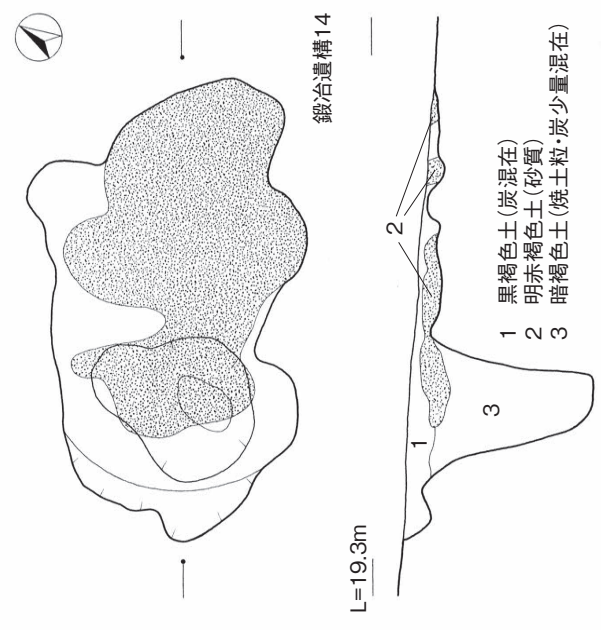 鍛冶遺構14
L=19.3m
1
2
3
1 黒褐色土(炭混在)
2 明赤褐色土(砂質)
3 暗褐色土(焼土粒・炭少量混在)